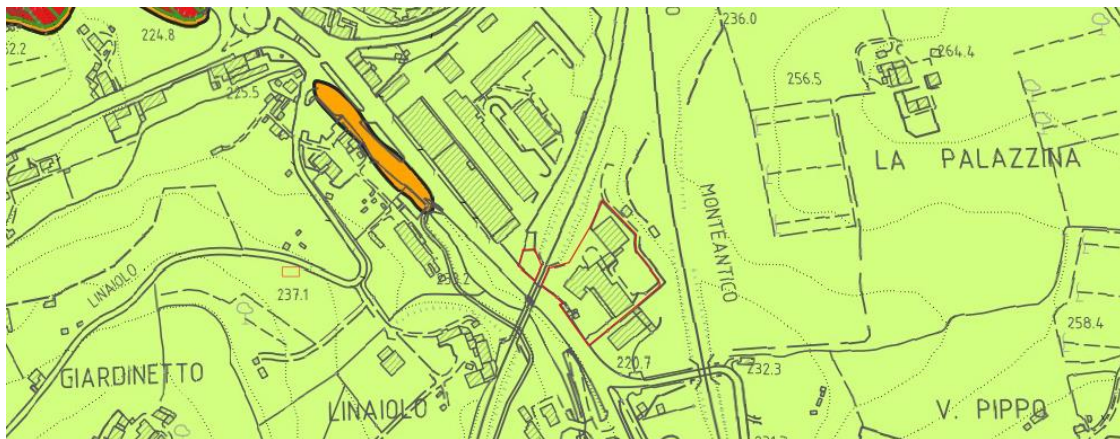 236.0
224.8
264.4
256.5
225.5
LA PALAZZINA
MONTEANTICO
LINAIOLO
237.1
258.4
220.7
232.3
GIARDINETTO
LINAIOLO
V. PIPPO